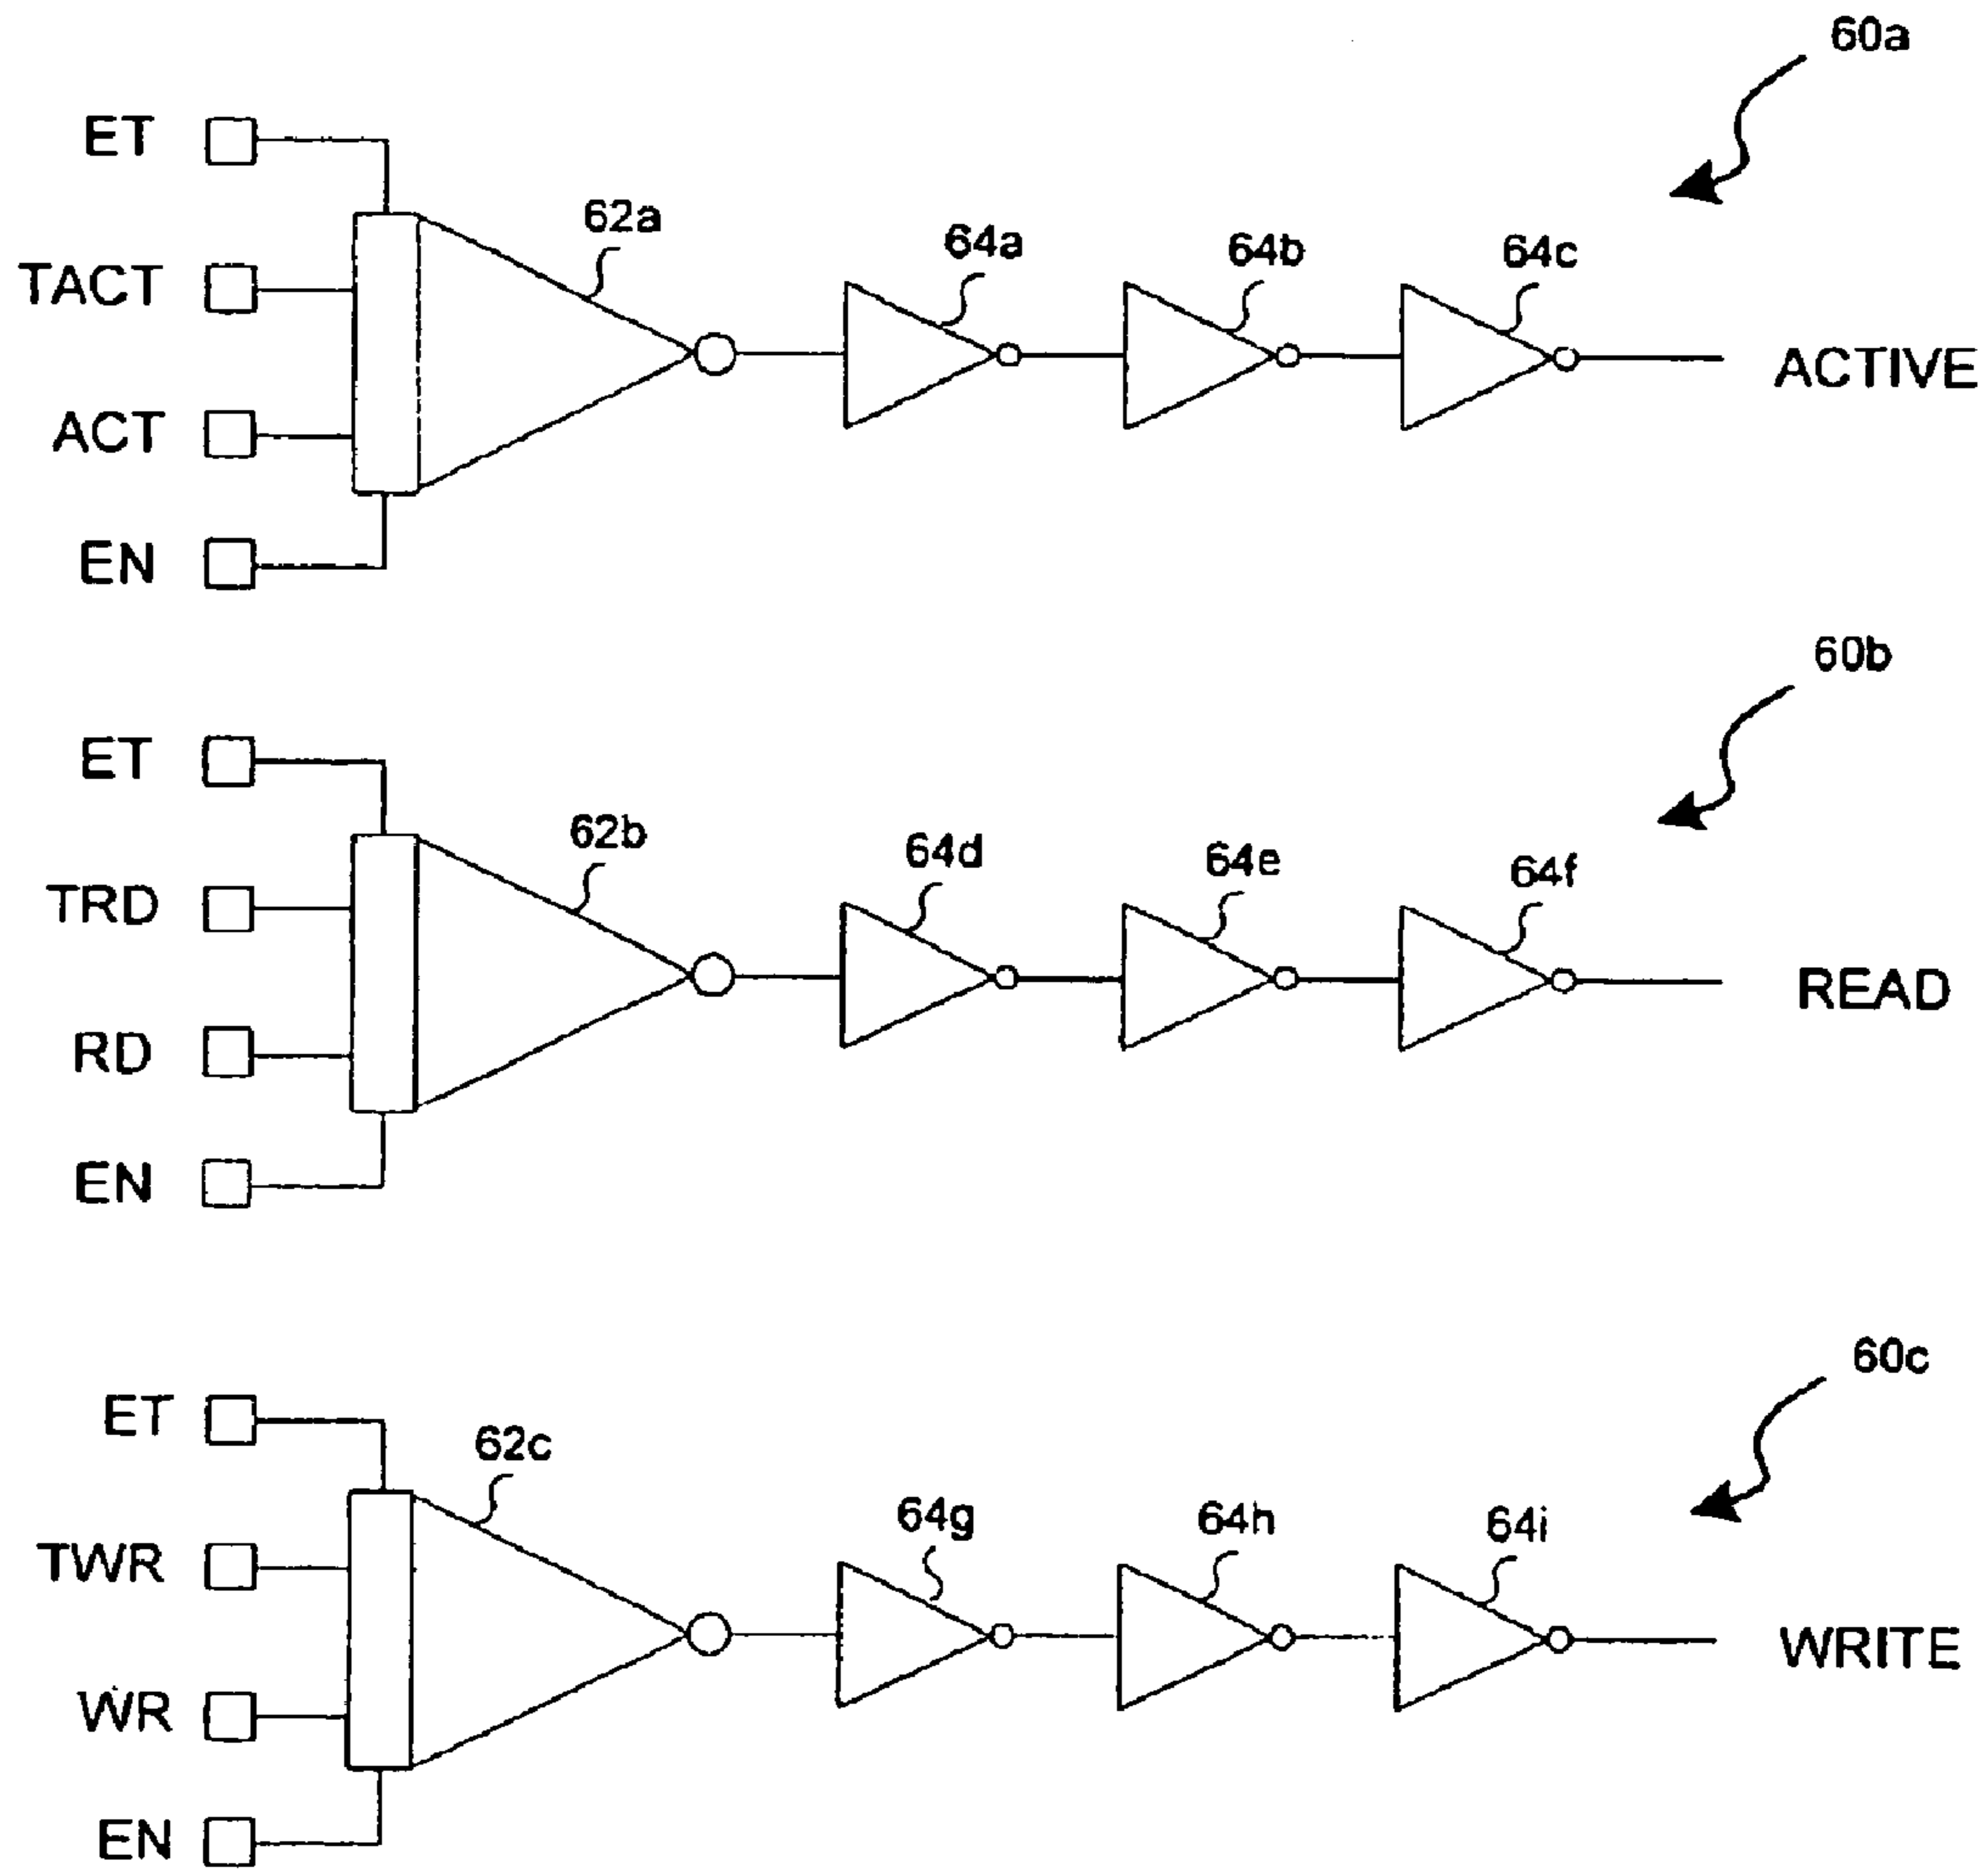 60a
ET
62a
64a
64b
64c
TACT
ACTIVE
ACT
EN
60b
ET
62b
64d
64e
64f
TRD
READ
RD
EN
60c
ET
62c
64g
64h
64i
TWR
WRITE
WR
EN